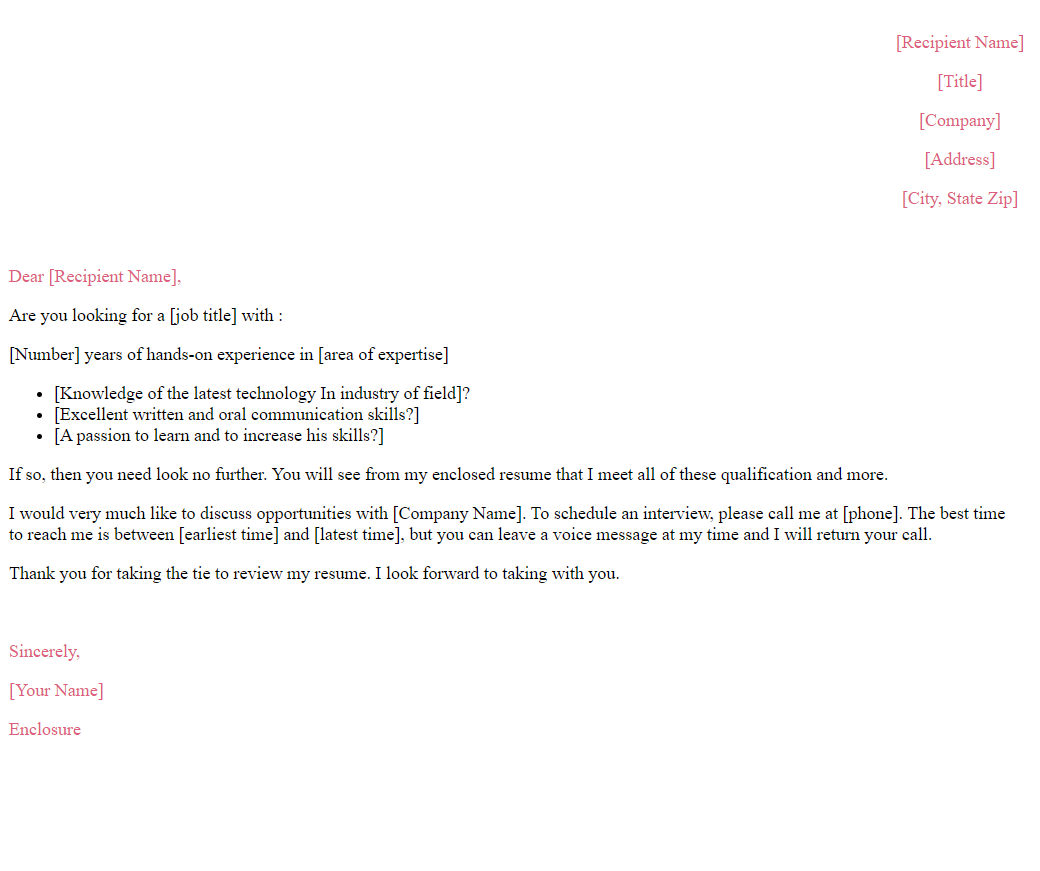 [Recipient Name]
[Title]
[Company]
[Address]
[City, State Zip]
Dear [Recipient Name],
Are you looking for a [job title] with :
[Number] years of hands-on experience in [area of expertise]
• [Knowledge of the latest technology In industry of field]?
• [Excellent written and oral communication skills?]
• [A passion to learn and to increase his skills?]
If so, then you need look no further. You will see from my enclosed resume that I meet all of these qualification and more.
I would very much like to discuss opportunities with [Company Name]. To schedule an interview, please call me at [phone]. The best time
to reach me is between [earliest time] and [latest time], but you can leave a voice message at my time and I will return your call.
Thank you for taking the tie to review my resume. I look forward to taking with you.
Sincerely,
[Your Name]
Enclosure